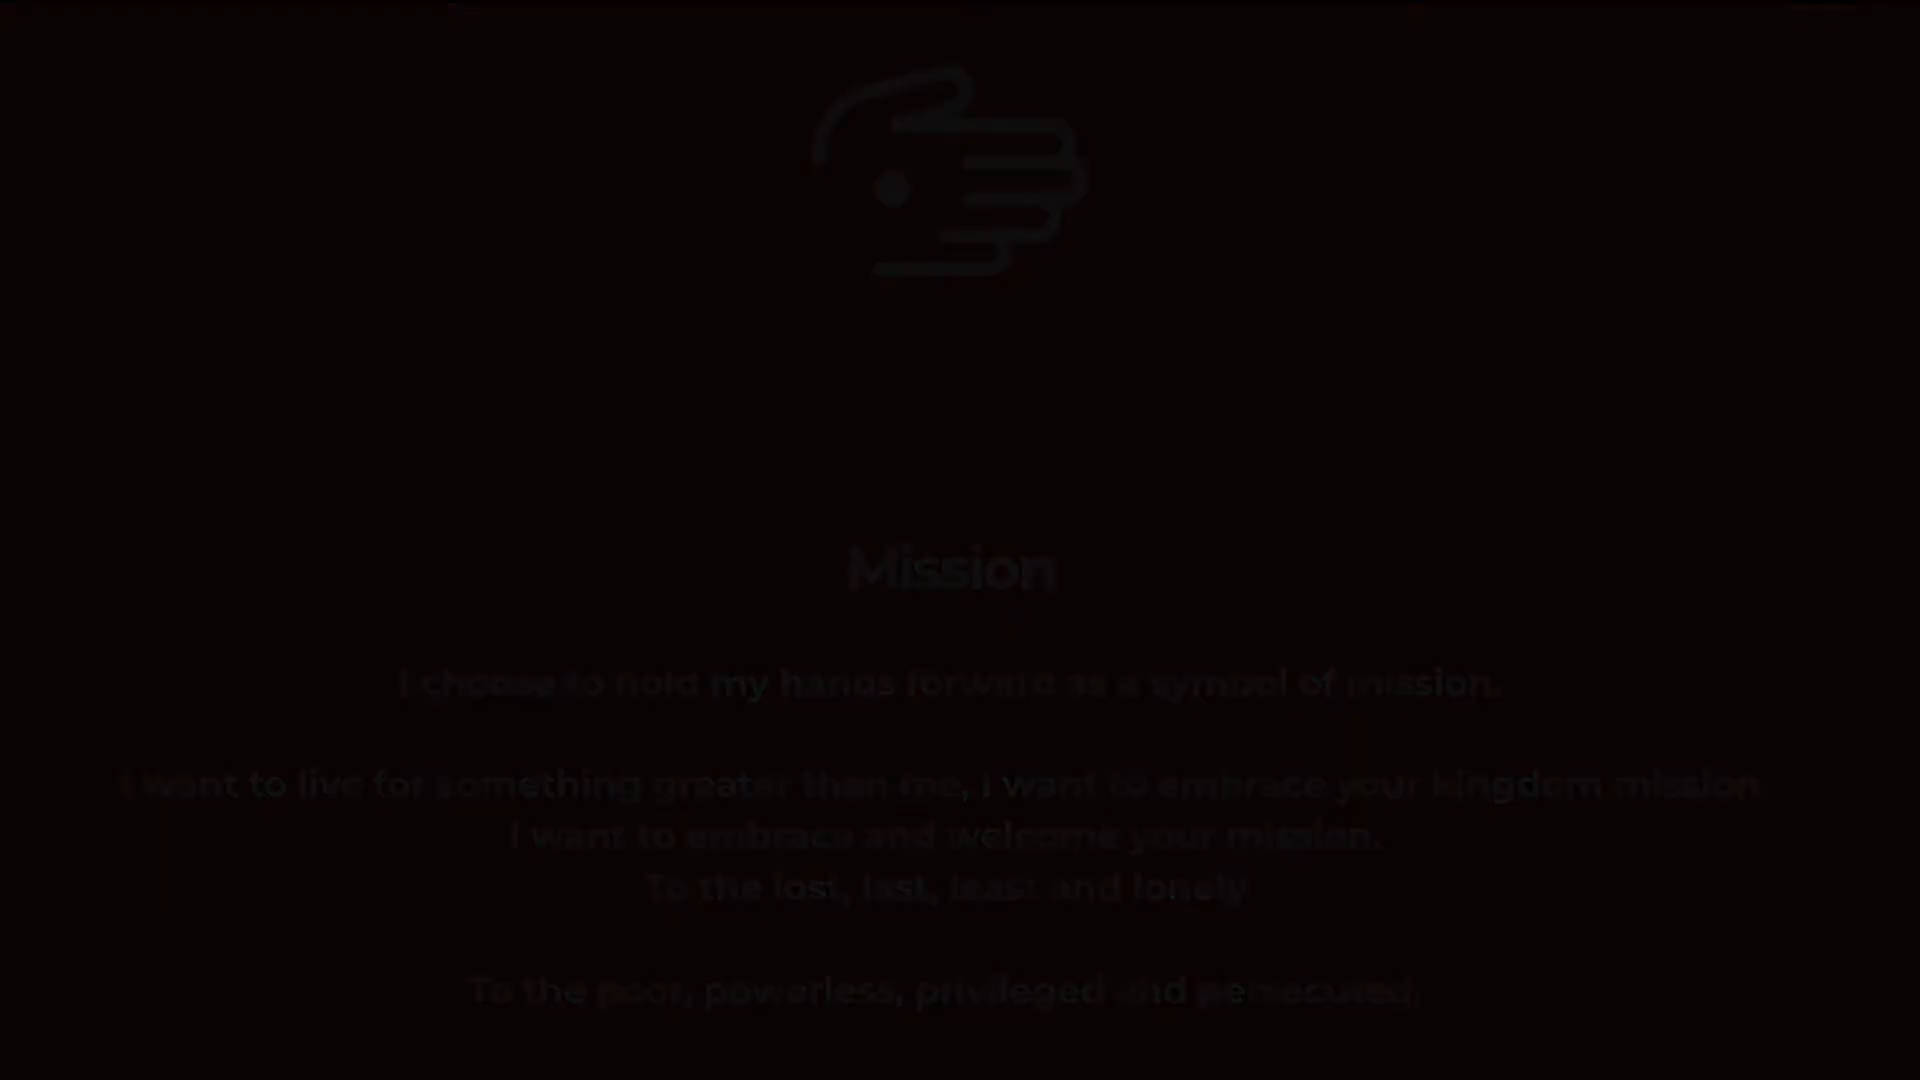 Mission
I choose to hold my hands forward as a symbol of mission.
I want to live for something greater than me, I want to embrace your kingdom mission
I want to embrace and welcome your mission.
To the lost, last, least and lonely
To the poor, powerless, privileged and persecuted.